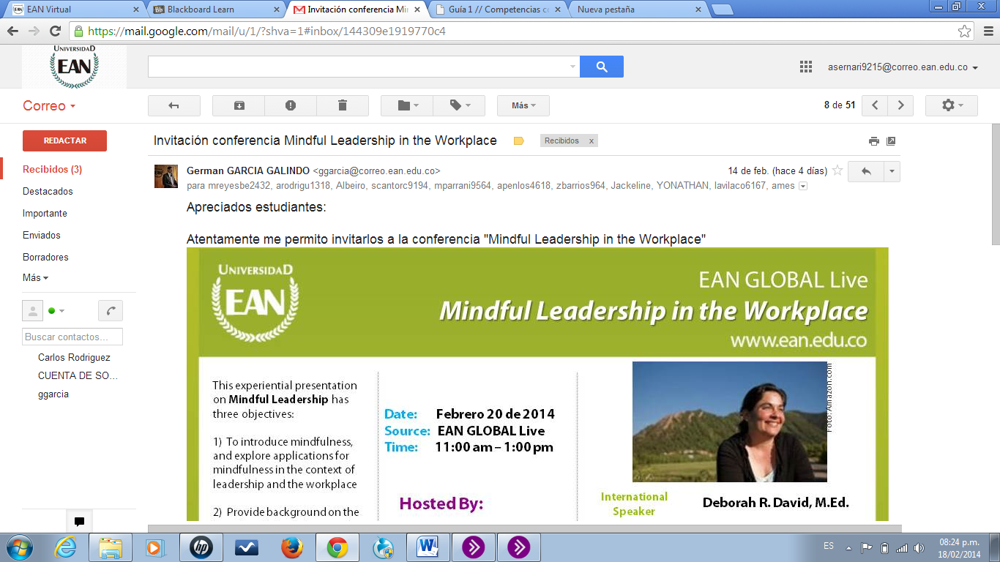 EAN Virtual
Blackboard Learn
Invitación conferencia Min
Guía 1 // Competencias ce
Nueva pestaña
https://mail.google.com/mail/u/1/?shva=1#inbox/144309e1919770c4
UNIVERSIDAD
EAN
asernari9215@correo.ean.edu.co
Correo
Más
8 de 51
REDACTAR
Invitación conferencia Mindful Leadership in the Workplace
Recibidos x
Recibidos (3)
German GARCIA GALINDO <ggarcia@correo.ean.edu.co>
14 de feb. (hace 4 días)
para mreyesbe2432, arodrigu1318, Albeiro, scantorc9194, mparrani9564, apenlos4618, zbarrios964, Jackeline, YONATHAN, lavilaco6167, ames
Destacados
Importante
Enviados
Borradores
Más
Buscar contactos...
Carlos Rodriguez
CUENTA DE SO...
ggarcia
Apreciados estudiantes:
Atentamente me permito invitarlos a la conferencia "Mindful Leadership in the Workplace"
UNIVERSIDAD
EAN
EAN GLOBAL Live
Mindful Leadership in the Workplace
www.ean.edu.co
This experiential presentation
on Mindful Leadership has
three objectives:
1) To introduce mindfulness,
and explore applications for
mindfulness in the context of
leadership and the workplace
2) Provide background on the
Date: Febrero 20 de 2014
Source: EAN GLOBAL Live
Time: 11:00 am – 1:00 pm
Hosted By:
Foto: Amazon.com
International
Speaker
Deborah R. David, M.Ed.
ES
08:24 p.m.
18/02/2014